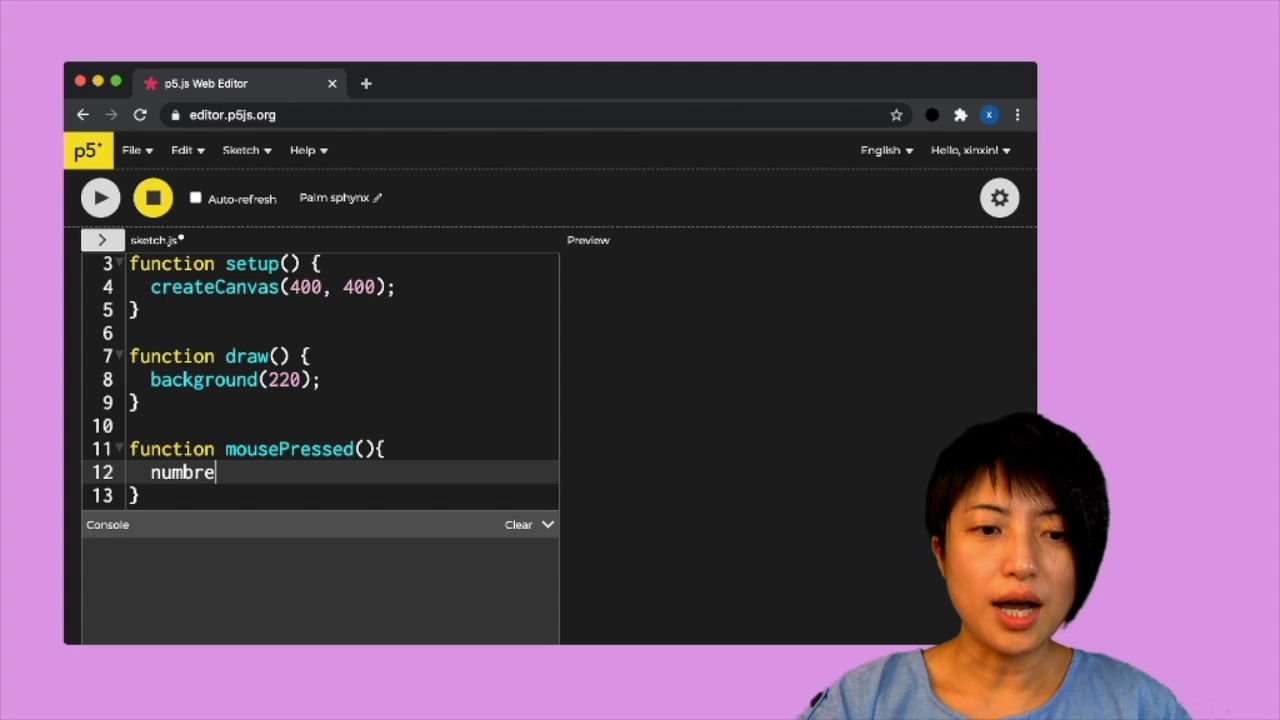 p5.js Web Editor
editor.p5js.org
x
p5* File Edit Sketch Help English Hello, xinxin!
Auto-refresh Palm sphynx
sketch.js Preview
3 function setup() {
4 createCanvas(400, 400);
5 }
6
7 function draw() {
8 background(220);
9 }
10
11 function mousePressed(){
12 numbre
13 }
Console Clear